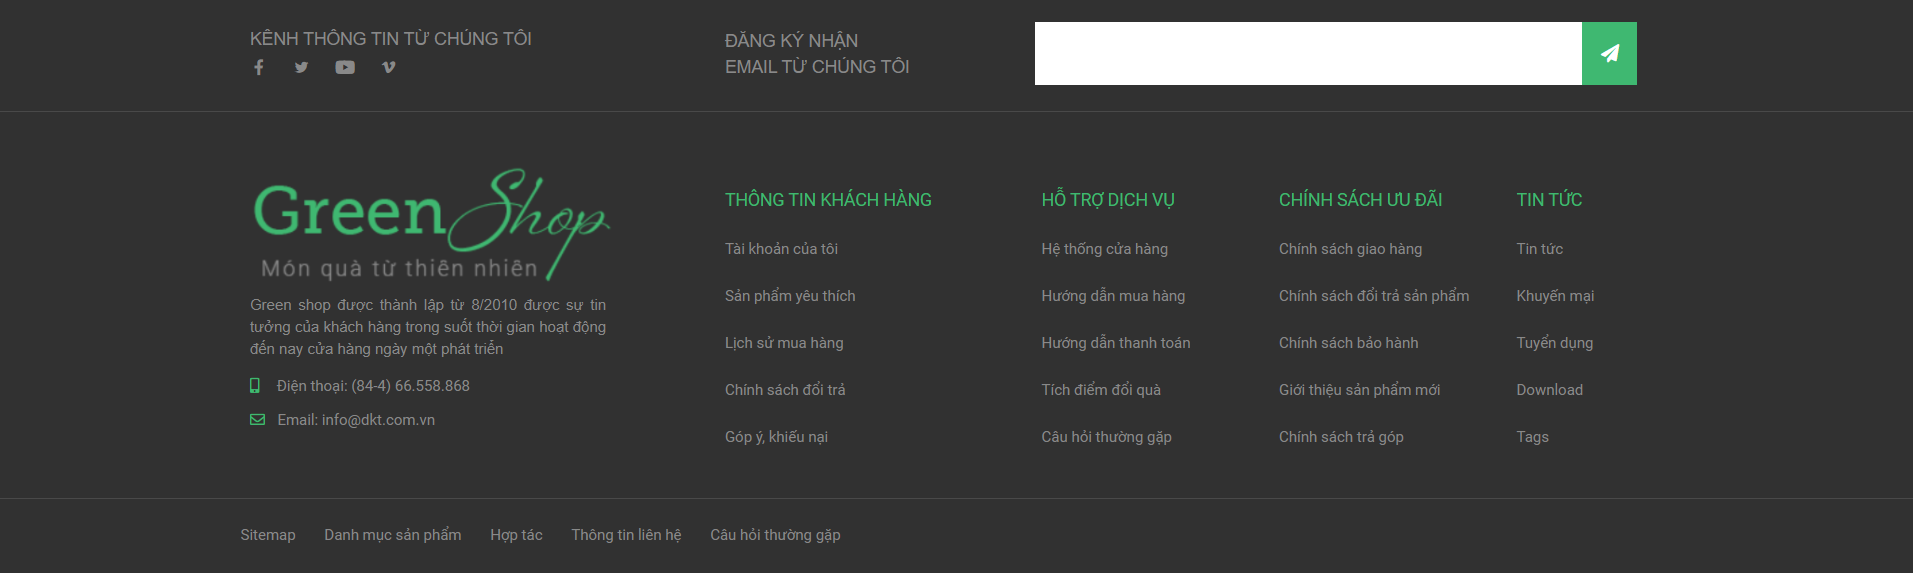 KÊNH THÔNG TIN TỪ CHÚNG TÔI
ĐĂNG KÝ NHẬN
EMAIL TỪ CHÚNG TÔI
Green Shop
Món quà từ thiên nhiên
Green shop được thành lập từ 8/2010 được sự tin
tưởng của khách hàng trong suốt thời gian hoạt động
đến nay cửa hàng ngày một phát triển
Điện thoại: (84-4) 66.558.868
Email: info@dkt.com.vn
THÔNG TIN KHÁCH HÀNG
Tài khoản của tôi
Sản phẩm yêu thích
Lịch sử mua hàng
Chính sách đổi trả
Góp ý, khiếu nại
HỖ TRỢ DỊCH VỤ
Hệ thống cửa hàng
Hướng dẫn mua hàng
Hướng dẫn thanh toán
Tích điểm đổi quà
Câu hỏi thường gặp
CHÍNH SÁCH ƯU ĐÃI
Chính sách giao hàng
Chính sách đổi trả sản phẩm
Chính sách bảo hành
Giới thiệu sản phẩm mới
Chính sách trả góp
TIN TỨC
Tin tức
Khuyến mại
Tuyển dụng
Download
Tags
Sitemap Danh mục sản phẩm Hợp tác Thông tin liên hệ Câu hỏi thường gặp